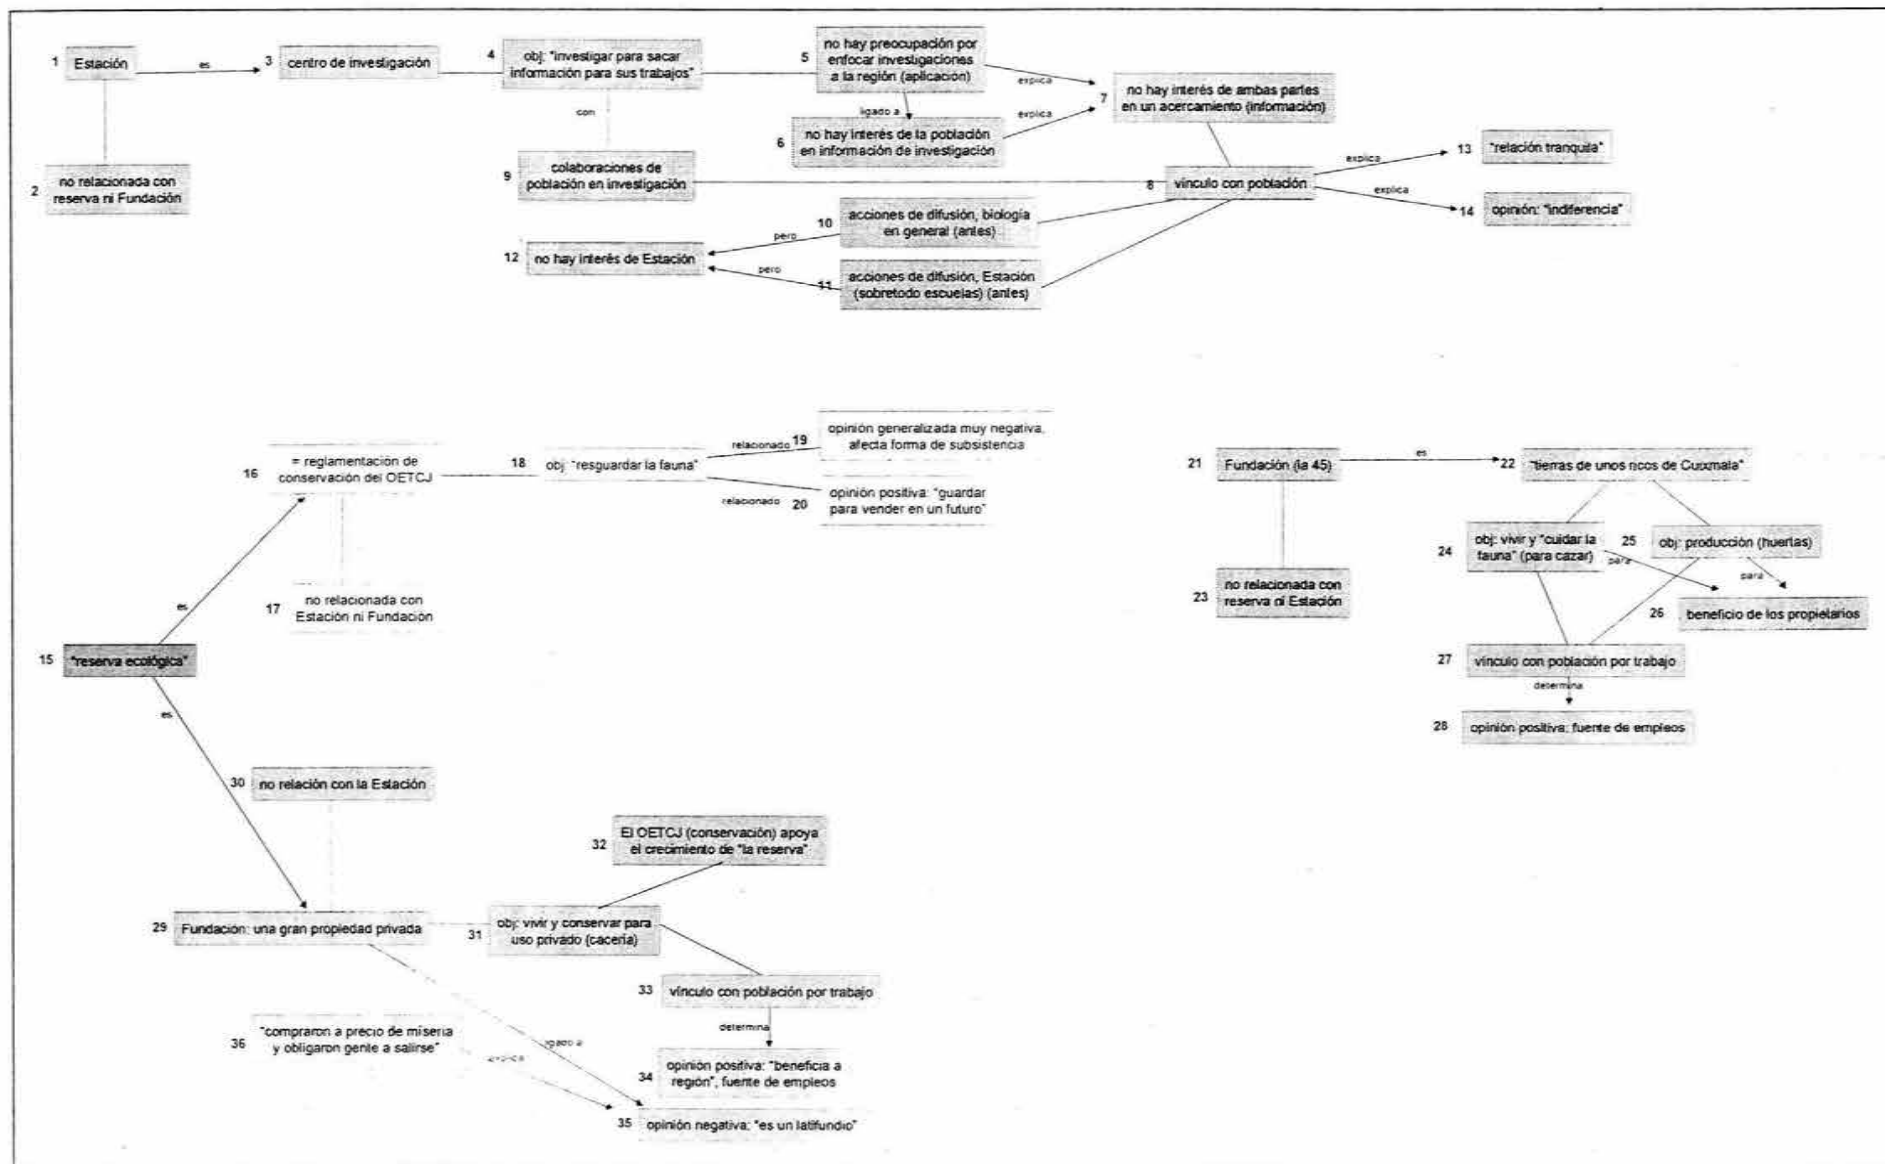 1 Estación
es
3 centro de investigación
4 obj: "investigar para sacar
información para sus trabajos"
5 no hay preocupación por
enfocar investigaciones
a la región (aplicación)
explica
7 no hay interés de ambas partes
en un acercamiento (información)
con
ligado a
explica
6 no hay interés de la población
en información de investigación
2 no relacionada con
reserva ni Fundación
9 colaboraciones de
población en investigación
8 vínculo con población
explica
13 "relación tranquila"
explica
14 opinión: "indiferencia"
10 acciones de difusión, biología
en general (antes)
pero
12 no hay interés de Estación
pero
11 acciones de difusión, Estación
(sobretodo escuelas) (antes)
16 = reglamentación de
conservación del OETCJ
18 obj: "resguardar la fauna"
relacionado
19 opinión generalizada muy negativa,
afecta forma de subsistencia
relacionado
20 opinión positiva: "guardar
para vender en un futuro"
17 no relacionada con
Estación ni Fundación
es
15 "reserva ecológica"
es
21 Fundación (la 45)
es
22 "tierras de unos ricos de Cuixmala"
24 obj: vivir y "cuidar la
fauna" (para cazar)
25 obj: producción (huertas)
para
para
23 no relacionada con
reserva ni Estación
26 beneficio de los propietarios
27 vínculo con población por trabajo
determina
28 opinión positiva: fuente de empleos
30 no relación con la Estación
32 El OETCJ (conservación) apoya
el crecimiento de "la reserva"
29 Fundación: una gran propiedad privada
31 obj: vivir y conservar para
uso privado (cacería)
33 vínculo con población por trabajo
determina
36 "compraron a precio de miseria
y obligaron gente a salirse"
explica
ligado a
34 opinión positiva: "beneficia a
región", fuente de empleos
35 opinión negativa: "es un latifundio"